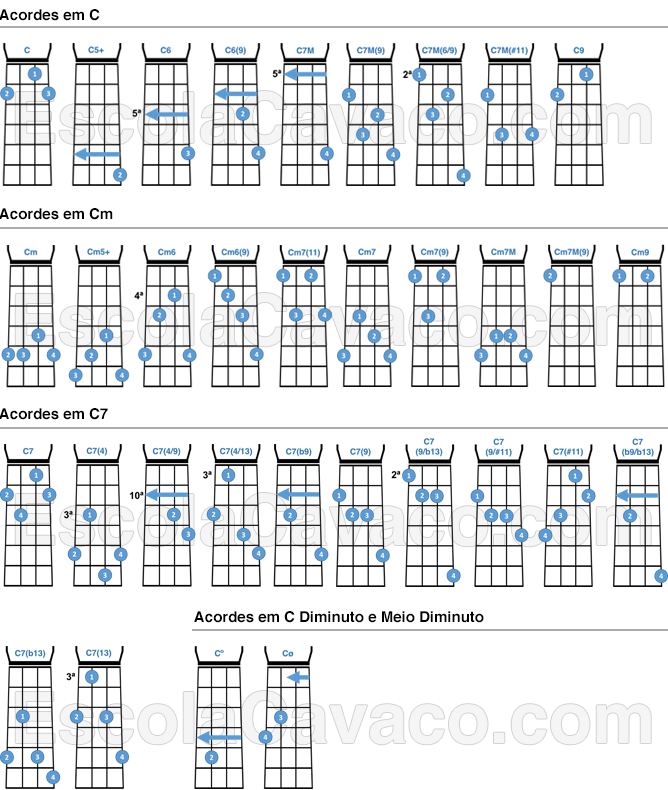 Acordes em C
C C5+ C6 C6(9) C7M C7M(9) C7M(6/9) C7M(#11) C9
5ª 5ª 2ª
1 2 3
2
3
2 4
4
1 2 3 4
1 2 3 4
1 3 4
1 2
EscolaCavaco.com
Acordes em Cm
Cm Cm5+ Cm6 Cm6(9) Cm7(11) Cm7 Cm7(9) Cm7M Cm7M(9) Cm9
4ª
1 2 3 4
1 2 3 4
1 2 3 4
1 2 3 4
1 2 3 4
1 2 3 4
1 2 3
1 2 3 4
2
1 2
EscolaCavaco.com
Acordes em C7
C7 C7(4) C7(4/9) C7(4/13) C7(b9) C7(9) C7 (9/b13) C7 (9/#11) C7(#11) C7 (b9/b13)
3ª 10ª 3ª 2ª
1 2 3 4
1 2 3 4
2 3
1 2 3 4
2 4
1 2 3 4
1 2 3 4
1 2 3 4
1 2 3 4
2 4
EscolaCavaco.com
Acordes em C Diminuto e Meio Diminuto
C7(b13) C7(13) Cº Co
3ª
1 2 3 4
1 2 3 4
2
3 4
EscolaCavaco.com